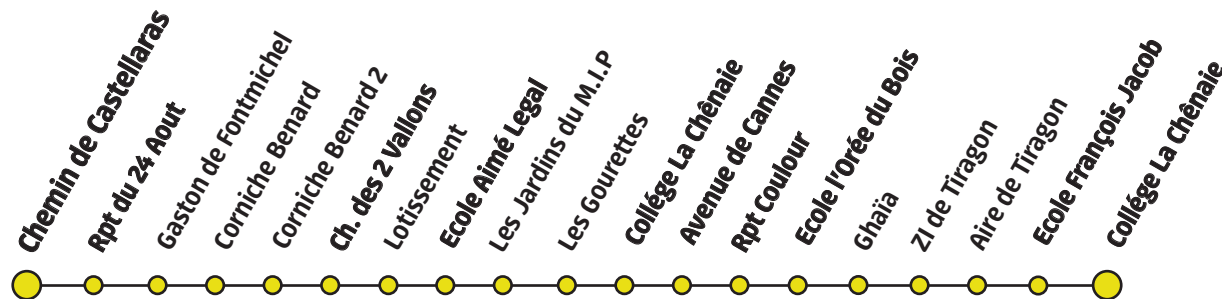 Chemin de Castellaras
Rpt du 24 Aout
Gaston de Fontmichel
Corniche Benard
Corniche Benard 2
Ch. des 2 Vallons
Lotissement
Ecole Aimé Legal
Les Jardins du M.I.P
Les Gourettes
Collége La Chênaie
Avenue de Cannes
Rpt Coulour
Ecole l'Orée du Bois
Ghaïa
ZI de Tiragon
Aire de Tiragon
Ecole François Jacob
Collége La Chênaie